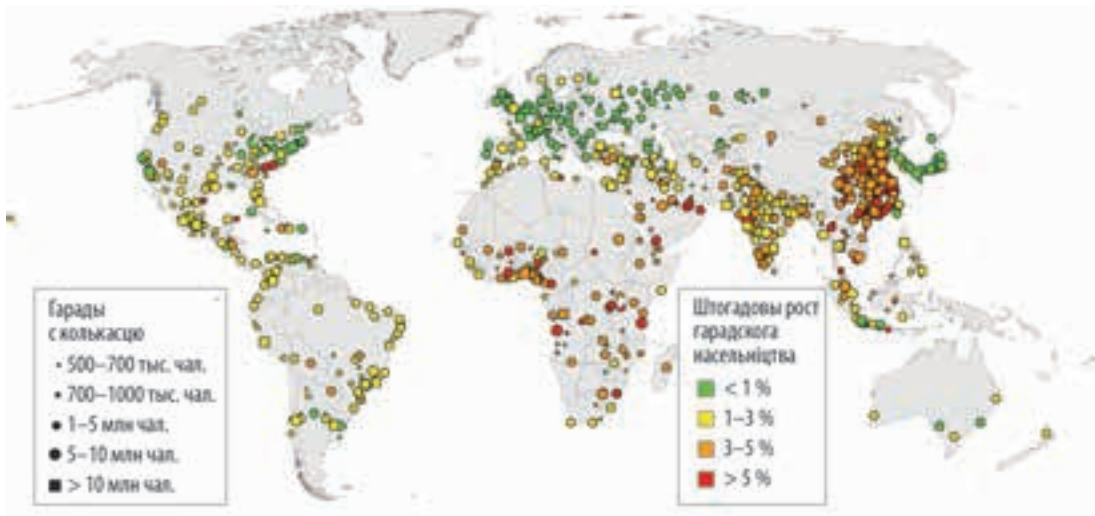 Гарады
с колькасцю
500–700 тыс. чал.
700–1000 тыс. чал.
1–5 млн чал.
5–10 млн чал.
> 10 млн чал.
Штогадовы рост
гарадскога
насельніцтва
< 1 %
1–3 %
3–5 %
> 5 %